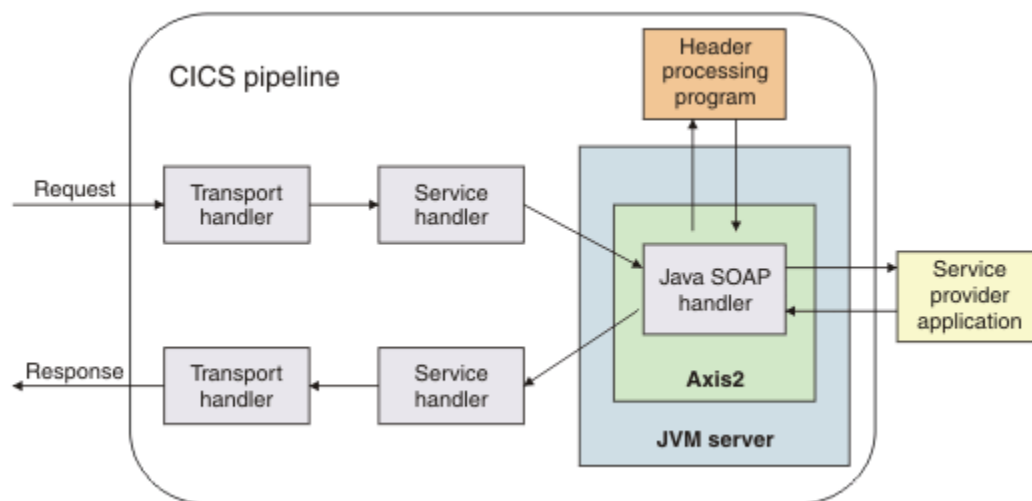 Header
processing
program
CICS pipeline
Request
Transport
handler
Service
handler
Java SOAP
handler
Service
provider
application
Response
Transport
handler
Service
handler
Axis2
JVM server